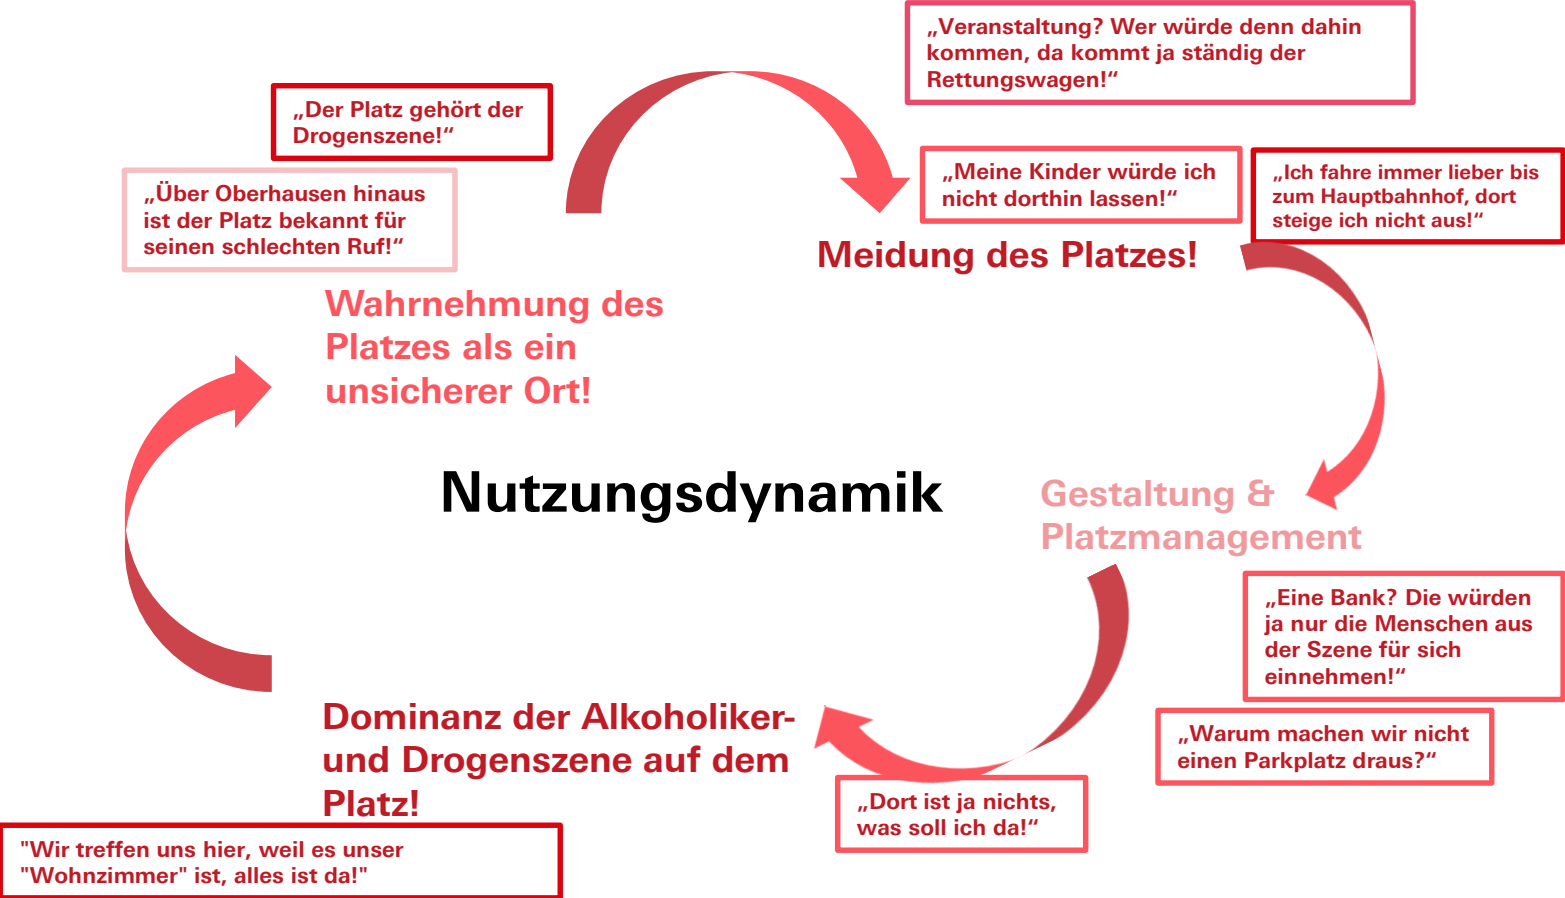 „Veranstaltung? Wer würde denn dahin
kommen, da kommt ja ständig der
Rettungswagen!“
„Der Platz gehört der
Drogenszene!“
„Über Oberhausen hinaus
ist der Platz bekannt für
seinen schlechten Ruf!“
„Meine Kinder würde ich
nicht dorthin lassen!“
„Ich fahre immer lieber bis
zum Hauptbahnhof, dort
steige ich nicht aus!“
Meidung des Platzes!
Wahrnehmung des
Platzes als ein
unsicherer Ort!
Nutzungsdynamik
Gestaltung &
Platzmanagement
„Eine Bank? Die würden
ja nur die Menschen aus
der Szene für sich
einnehmen!“
„Warum machen wir nicht
einen Parkplatz draus?“
Dominanz der Alkoholiker-
und Drogenszene auf dem
Platz!
„Dort ist ja nichts,
was soll ich da!“
"Wir treffen uns hier, weil es unser
"Wohnzimmer" ist, alles ist da!"